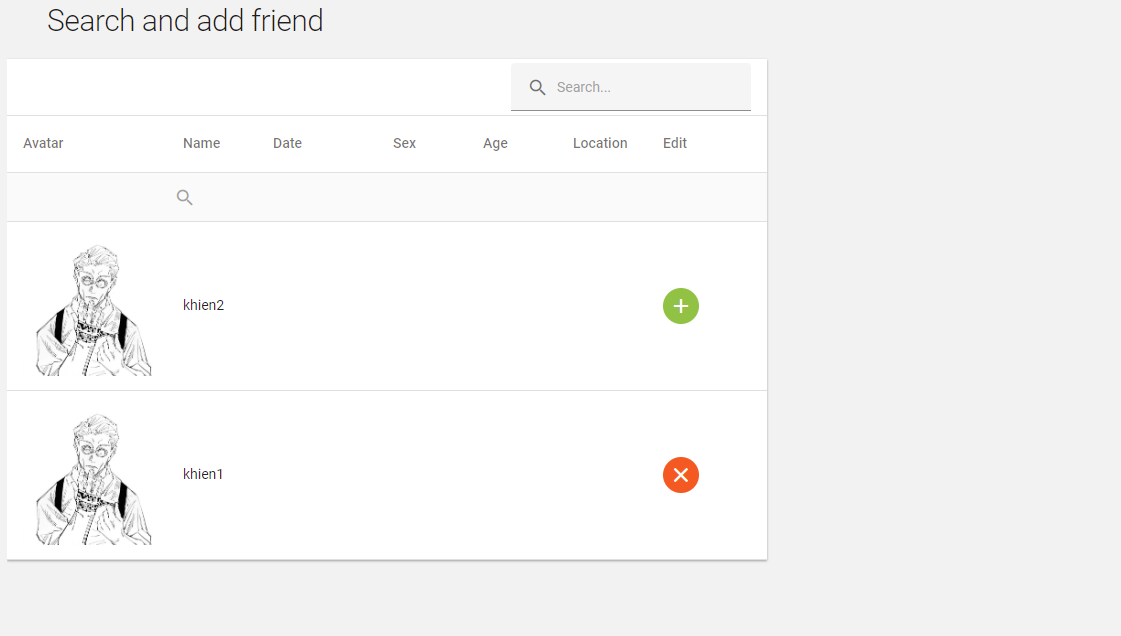 Search and add friend
Search...
Avatar Name Date Sex Age Location Edit
khien2
khien1